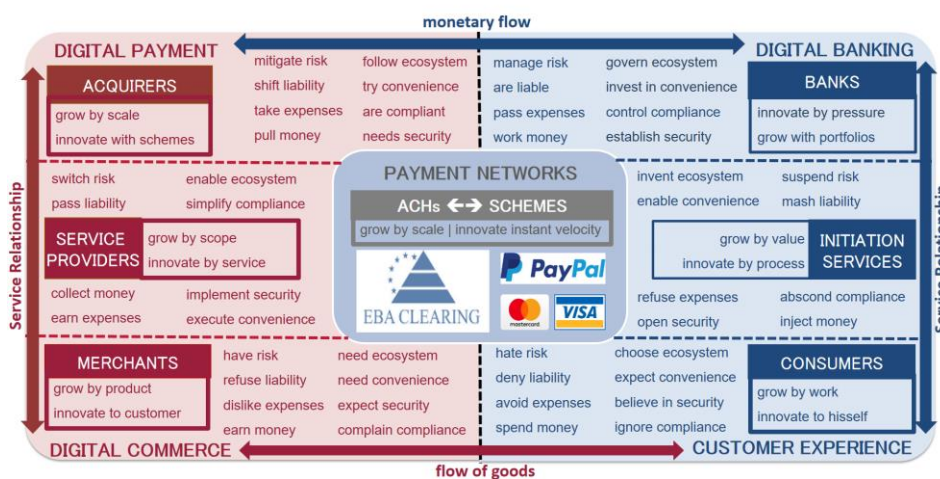 monetary flow
DIGITAL PAYMENT
DIGITAL BANKING
ACQUIRERS
grow by scale
innovate with schemes
mitigate risk
shift liability
take expenses
pull money
follow ecosystem
try convenience
are compliant
needs security
manage risk
are liable
pass expenses
work money
govern ecosystem
invest in convenience
control compliance
establish security
BANKS
innovate by pressure
grow with portfolios
Service Relationship
switch risk
pass liability
enable ecosystem
simplify compliance
SERVICE
PROVIDERS
grow by scope
innovate by service
collect money
earn expenses
implement security
execute convenience
PAYMENT NETWORKS
ACHs ←→ SCHEMES
grow by scale | innovate instant velocity
EBA CLEARING
PayPal
mastercard
VISA
invent ecosystem
enable convenience
suspend risk
mash liability
grow by value
innovate by process
INITIATION
SERVICES
refuse expenses
open security
abscond compliance
inject money
Service Relationship
MERCHANTS
grow by product
innovate to customer
have risk
refuse liability
dislike expenses
earn money
need ecosystem
need convenience
expect security
complain compliance
hate risk
deny liability
avoid expenses
spend money
choose ecosystem
expect convenience
believe in security
ignore compliance
CONSUMERS
grow by work
innovate to hisself
DIGITAL COMMERCE
CUSTOMER EXPERIENCE
flow of goods